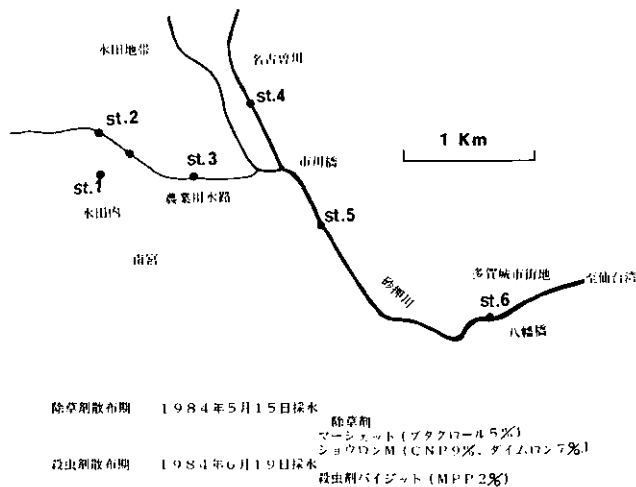 水田地帯
名古曽川
st.4
st.2
1 Km
st.3
市川橋
st.1
水田内
農業用水路
st.5
南宮
砂押川
多賀城市街地
至仙台湾
st.6
八幡橋
除草剤散布期 1984年5月15日採水
除草剤
マーシェット(ブタクロール5%)
ショウロンM(CNP9%、ダイムロン7%)
殺虫剤散布期 1984年6月19日採水
殺虫剤バイジット(MPP2%)